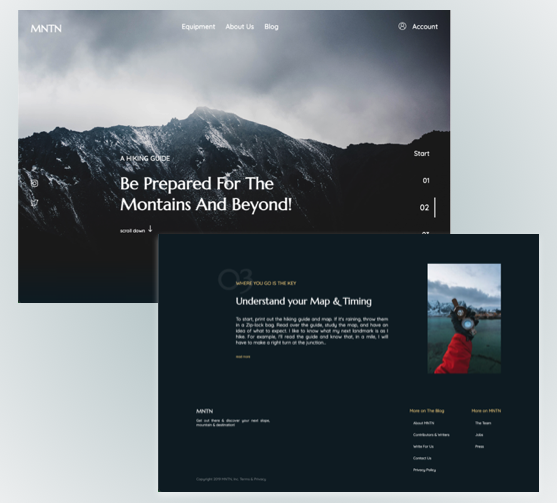 MNTN
Equipment About Us Blog
Account
A HIKING GUIDE
Be Prepared For The
Montains And Beyond!
scroll down
Start
01
02
03
03
WHERE YOU GO IS THE KEY
Understand your Map & Timing
To start, print out the hiking guide and map. If it's raining, throw them
in a Zip-lock bag. Read over the guide, study the map, and have an
idea of what to expect. I like to know what my next landmark is as I
hike. For example, I'll read the guide and know that, in a mile, I will
have to make a right turn at the junction..
read more
MNTN
Get out there & discover your next slope,
mountain & destination!
More on The Blog
About MNTN
Contributors & Writers
Write For Us
Contact Us
Privacy Policy
More on MNTN
The Team
Jobs
Press
Copyright 2019 MNTN, Inc. Terms & Privacy